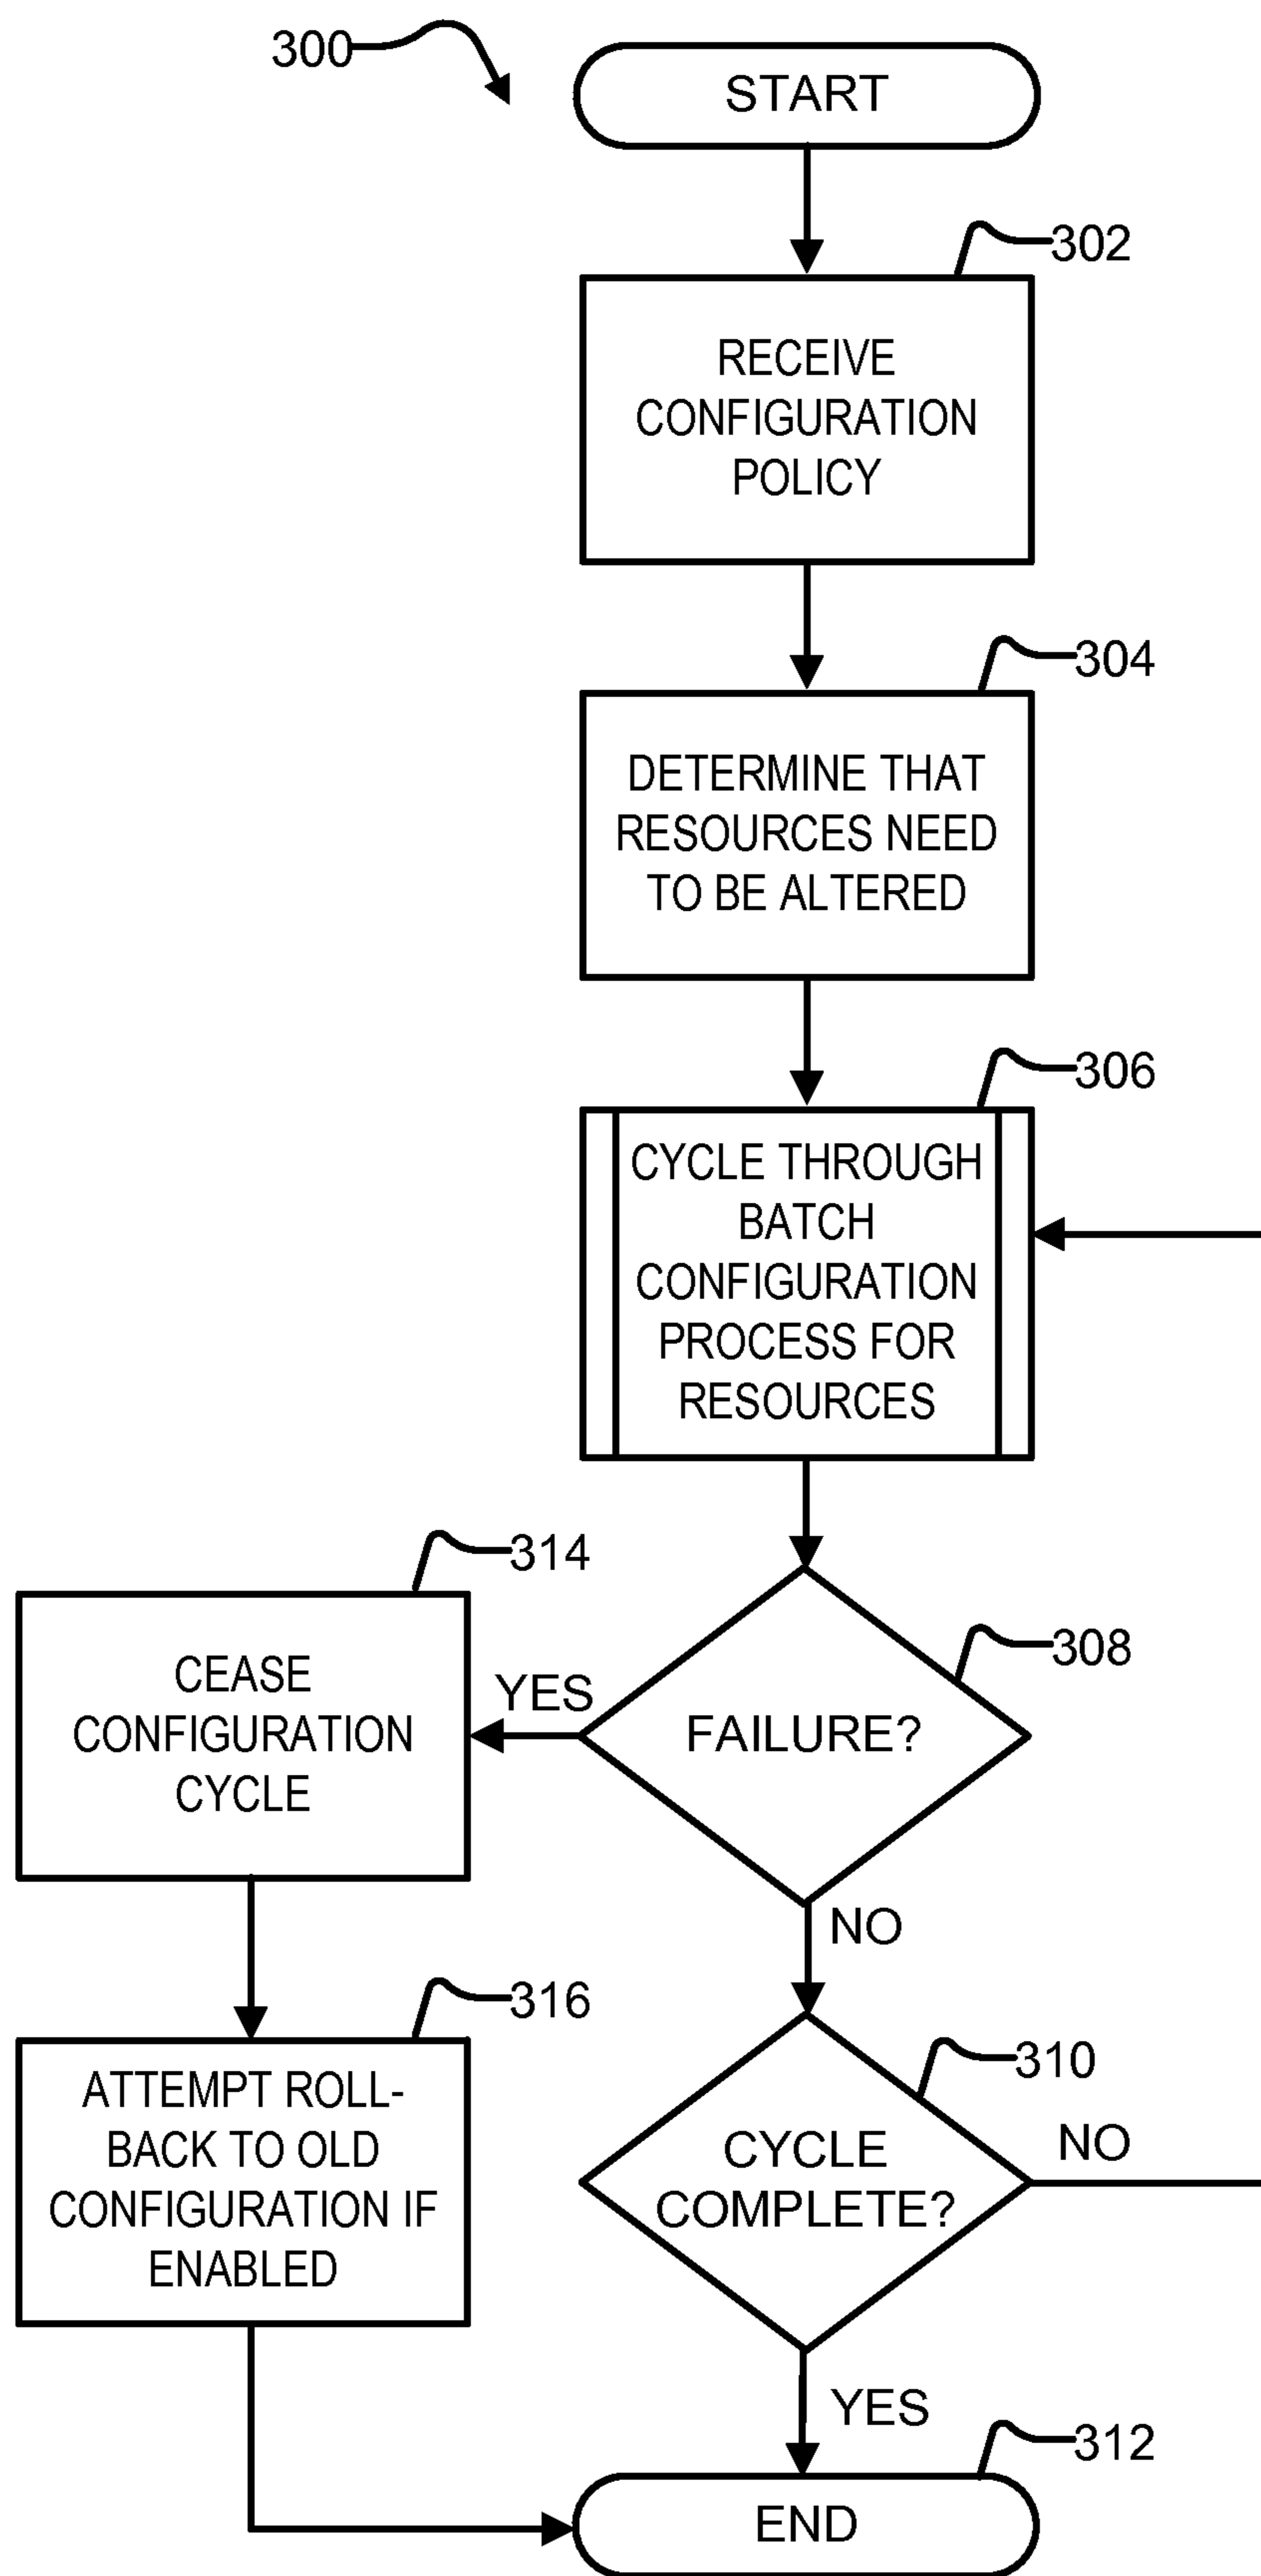 300
START
302
RECEIVE
CONFIGURATION
POLICY
304
DETERMINE THAT
RESOURCES NEED
TO BE ALTERED
306
CYCLE THROUGH
BATCH
CONFIGURATION
PROCESS FOR
RESOURCES
314
CEASE
CONFIGURATION
CYCLE
YES
308
FAILURE?
NO
316
ATTEMPT ROLL-
BACK TO OLD
CONFIGURATION IF
ENABLED
310
CYCLE
COMPLETE?
NO
YES
312
END